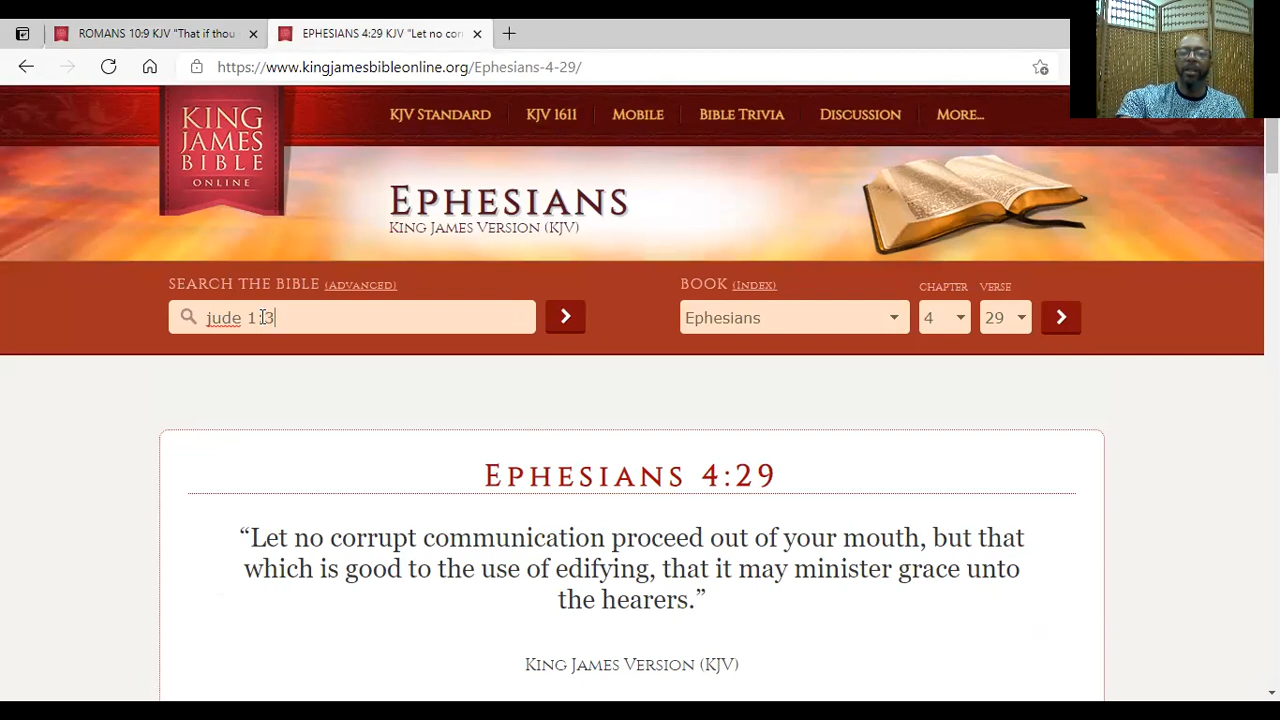 ROMANS 10:9 KJV "That if thou
EPHESIANS 4:29 KJV "Let no cor
https://www.kingjamesbibleonline.org/Ephesians-4-29/
KING
JAMES
BIBLE
ONLINE
KJV STANDARD
KJV 1611
MOBILE
BIBLE TRIVIA
DISCUSSION
MORE...
EPHESIANS
KING JAMES VERSION (KJV)
SEARCH THE BIBLE (ADVANCED)
BOOK (INDEX)
CHAPTER
VERSE
jude 1:3
Ephesians
4
29
EPHESIANS 4:29
“Let no corrupt communication proceed out of your mouth, but that
which is good to the use of edifying, that it may minister grace unto
the hearers.”
KING JAMES VERSION (KJV)